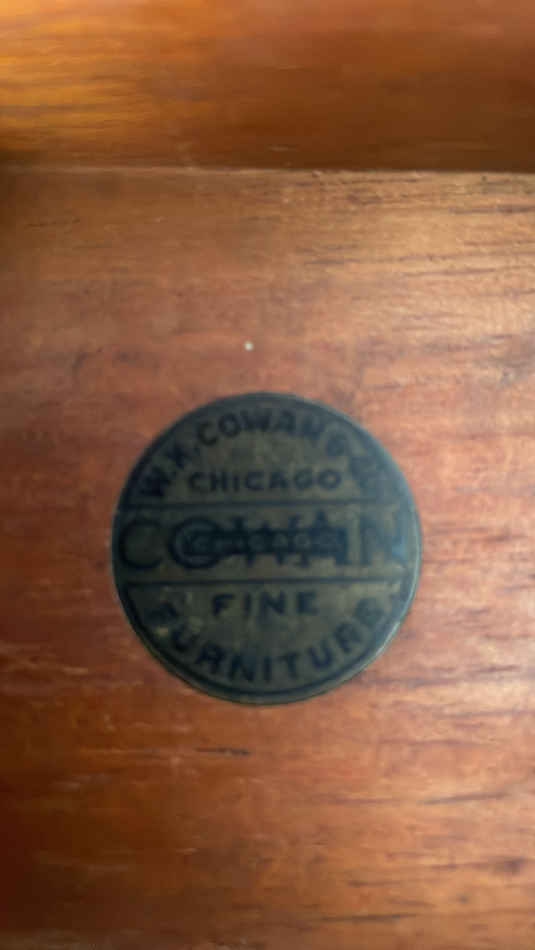 W.K. COWAN & CO.
CHICAGO
COWAN
CHICAGO
FINE
FURNITURE